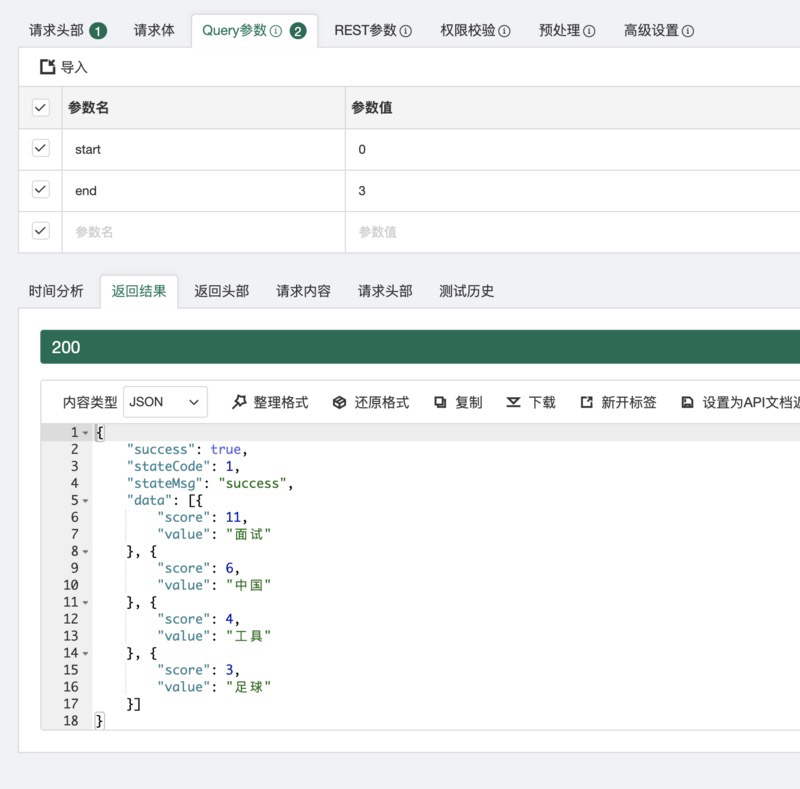 请求头部 1 请求体 Query参数 2 REST参数 权限校验 预处理 高级设置
导入
参数名 参数值
start 0
end 3
参数名 参数值
时间分析 返回结果 返回头部 请求内容 请求头部 测试历史
200
内容类型 JSON 整理格式 还原格式 复制 下载 新开标签 设置为API文档
1 {
2 "success": true,
3 "stateCode": 1,
4 "stateMsg": "success",
5 "data": [{
6 "score": 11,
7 "value": "面试"
8 }, {
9 "score": 6,
10 "value": "中国"
11 }, {
12 "score": 4,
13 "value": "工具"
14 }, {
15 "score": 3,
16 "value": "足球"
17 }]
18 }